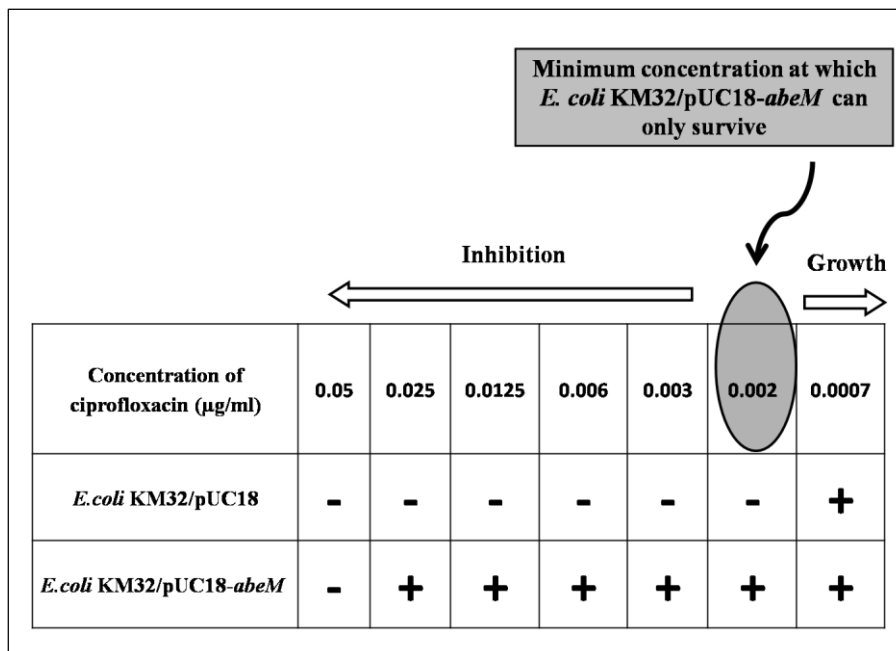 Minimum concentration at which
E. coli KM32/pUC18-abeM can
only survive
Inhibition
Growth
Concentration of
ciprofloxacin (µg/ml)
0.05 0.025 0.0125 0.006 0.003 0.002 0.0007
E.coli KM32/pUC18 - - - - - - +
E.coli KM32/pUC18-abeM - + + + + + +